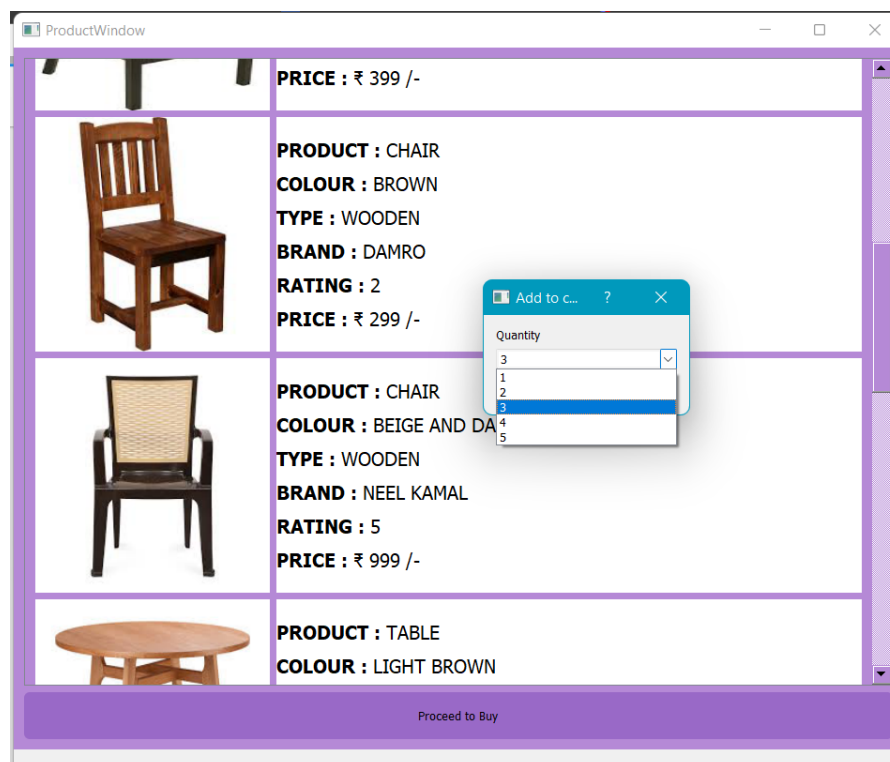 ProductWindow
PRICE : ₹ 399 /-
PRODUCT : CHAIR
COLOUR : BROWN
TYPE : WOODEN
BRAND : DAMRO
RATING : 2
PRICE : ₹ 299 /-
Add to c... ?
Quantity
3
1
2
3
4
5
PRODUCT : CHAIR
COLOUR : BEIGE AND DA
TYPE : WOODEN
BRAND : NEEL KAMAL
RATING : 5
PRICE : ₹ 999 /-
PRODUCT : TABLE
COLOUR : LIGHT BROWN
Proceed to Buy